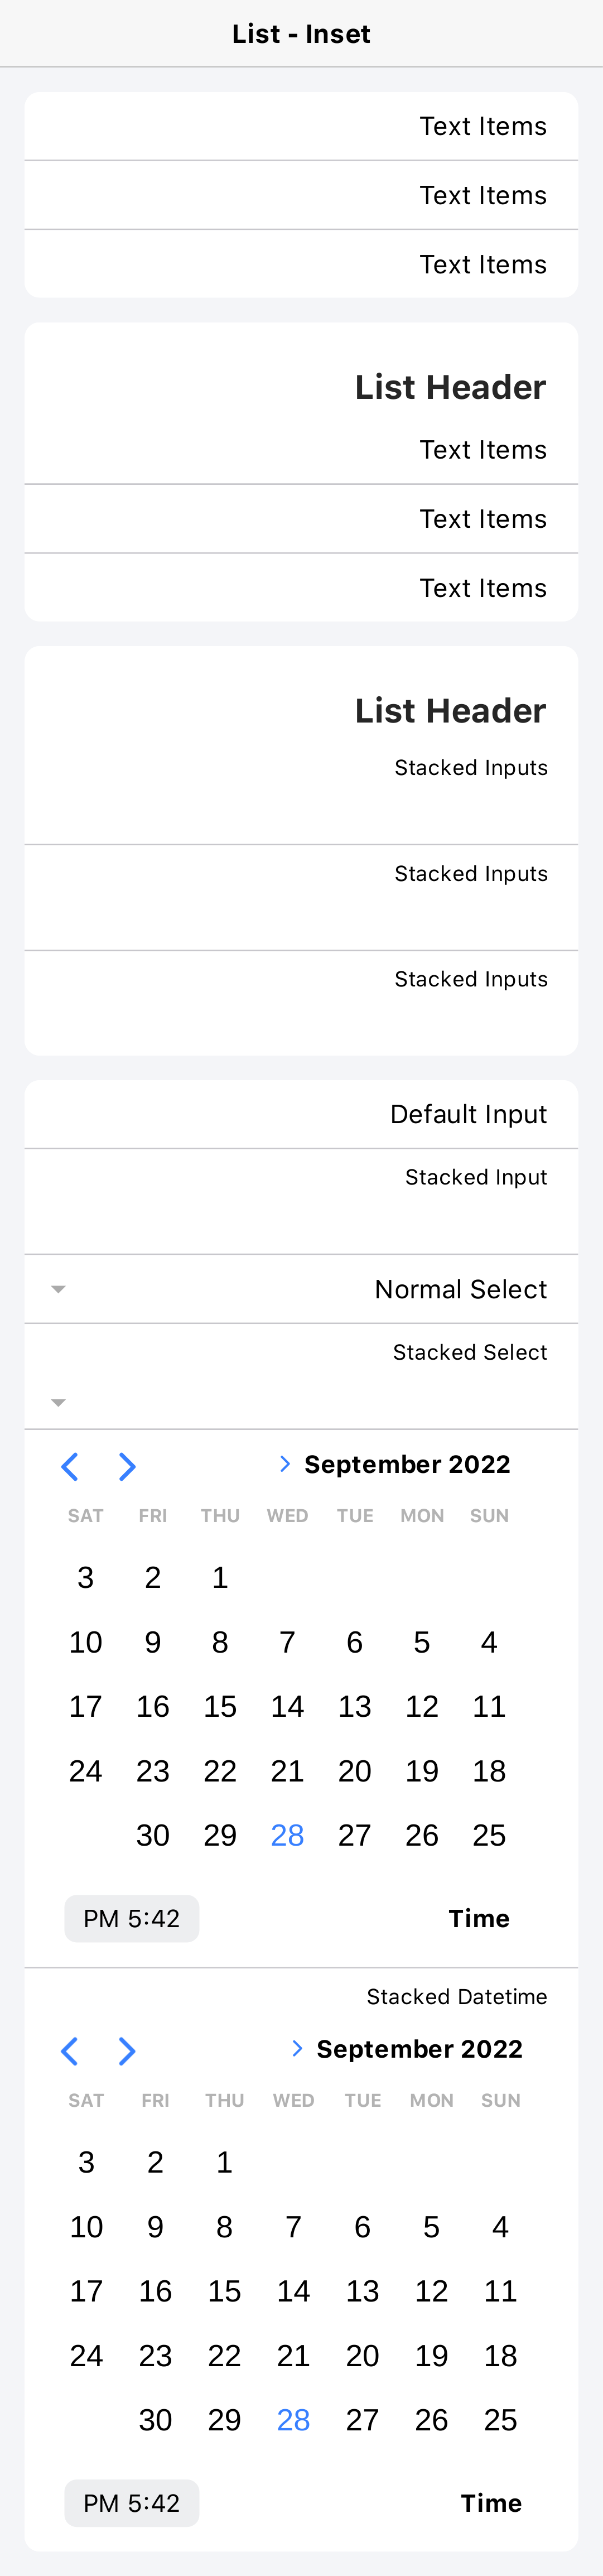 List - Inset
Text Items
Text Items
Text Items
List Header
Text Items
Text Items
Text Items
List Header
Stacked Inputs
Stacked Inputs
Stacked Inputs
Default Input
Stacked Input
Normal Select
Stacked Select
September 2022
SAT FRI THU WED TUE MON SUN
3 2 1
10 9 8 7 6 5 4
17 16 15 14 13 12 11
24 23 22 21 20 19 18
30 29 28 27 26 25
PM 5:42 Time
Stacked Datetime
September 2022
SAT FRI THU WED TUE MON SUN
3 2 1
10 9 8 7 6 5 4
17 16 15 14 13 12 11
24 23 22 21 20 19 18
30 29 28 27 26 25
PM 5:42 Time